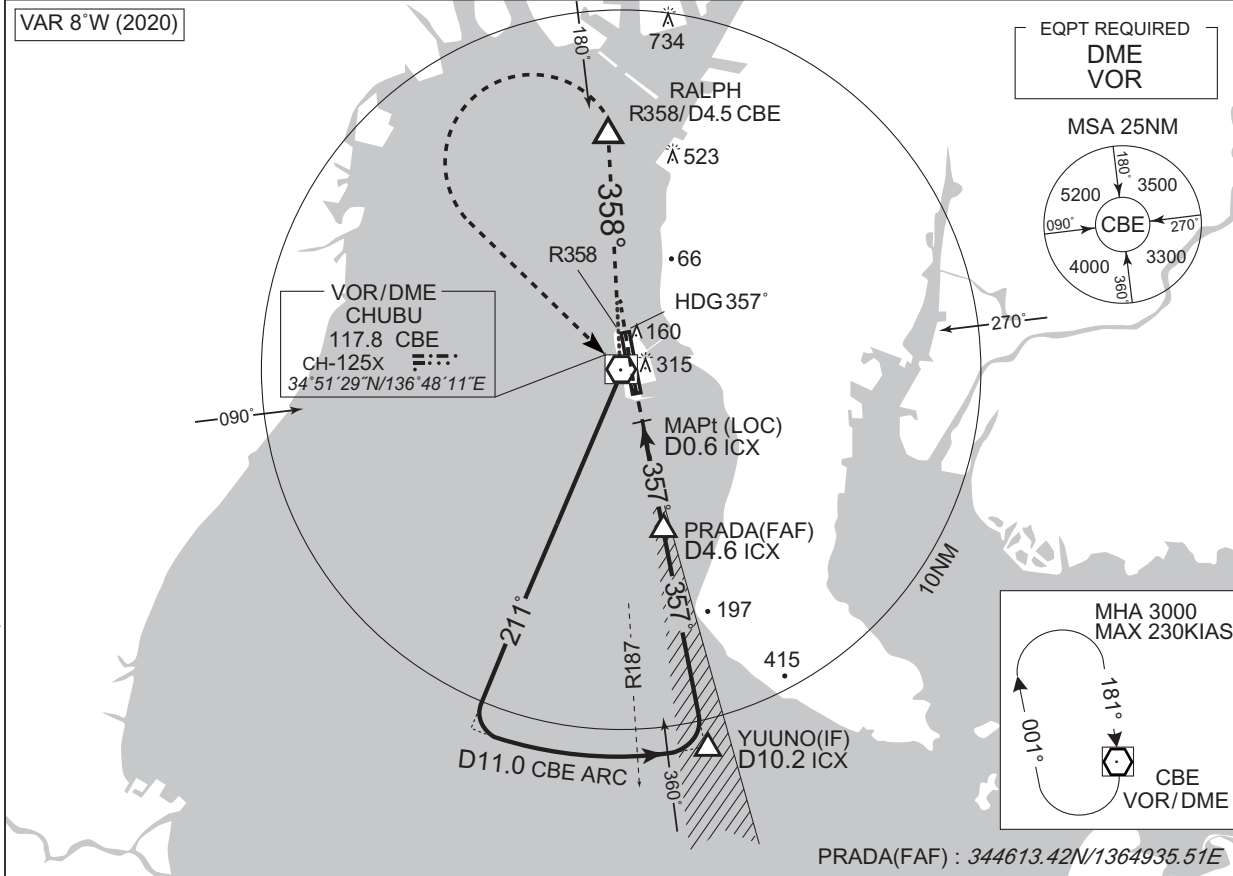 VAR 8°W (2020)
180°
734
RALPH
R358/D4.5 CBE
523
358°
R358
66
HDG 357°
160
315
VOR/DME
CHUBU
117.8 CBE
CH-125X
34°51´29˝N/136°48´11˝E
090°
270°
MAPt (LOC)
D0.6 ICX
357°
PRADA(FAF)
D4.6 ICX
357°
197
415
10NM
211°
R187
YUUNO(IF)
D10.2 ICX
D11.0 CBE ARC
360°
EQPT REQUIRED
DME
VOR
MSA 25NM
180°
5200
3500
090°
CBE
270°
4000
3300
360°
MHA 3000
MAX 230KIAS
181°
001°
CBE
VOR/DME
PRADA(FAF) : 344613.42N/1364935.51E